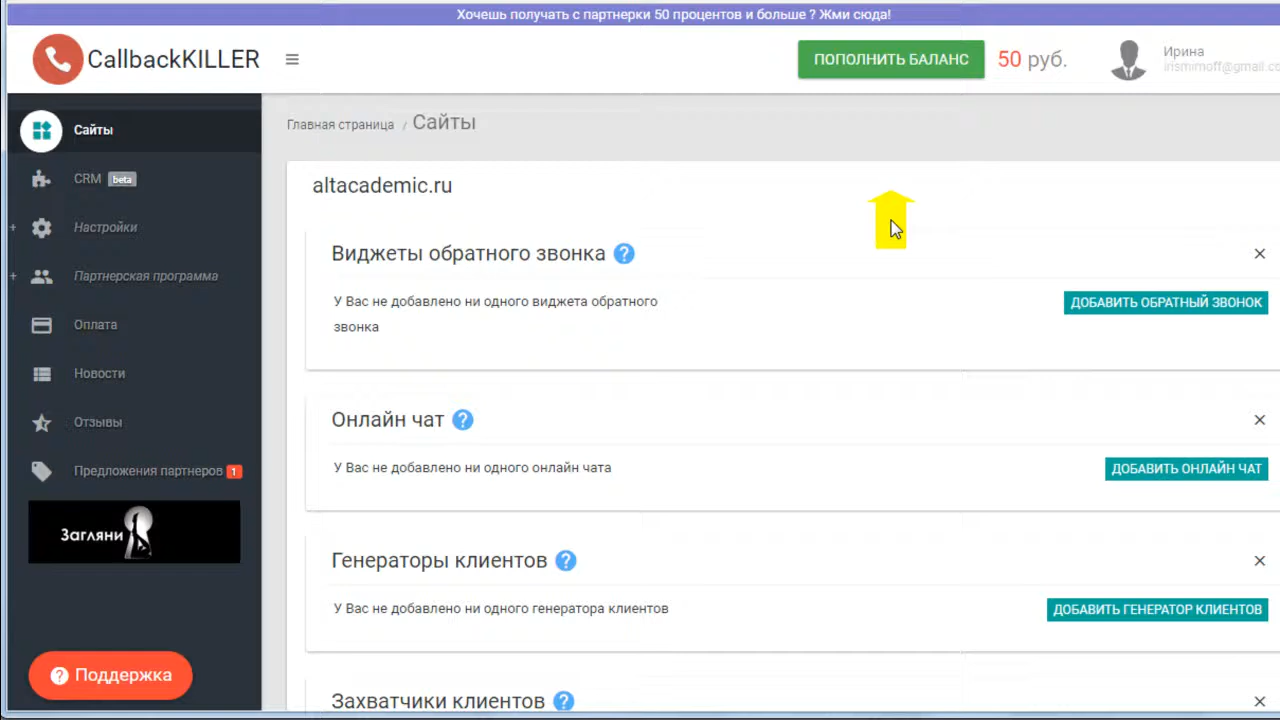 Хочешь получать с партнерки 50 процентов и больше ? Жми сюда!
CallbackKILLER
ПОПОЛНИТЬ БАЛАНС
50 руб.
Ирина
irismimoff@gmail.co
Сайты
CRM beta
+ Настройки
+ Партнерская программа
Оплата
Новости
Отзывы
Предложения партнеров 1
Загляни
? Поддержка
Главная страница / Сайты
altacademic.ru
Виджеты обратного звонка ?
У Вас не добавлено ни одного виджета обратного
звонка
ДОБАВИТЬ ОБРАТНЫЙ ЗВОНОК
Онлайн чат ?
У Вас не добавлено ни одного онлайн чата
ДОБАВИТЬ ОНЛАЙН ЧАТ
Генераторы клиентов ?
У Вас не добавлено ни одного генератора клиентов
ДОБАВИТЬ ГЕНЕРАТОР КЛИЕНТОВ
Захватчики клиентов ?